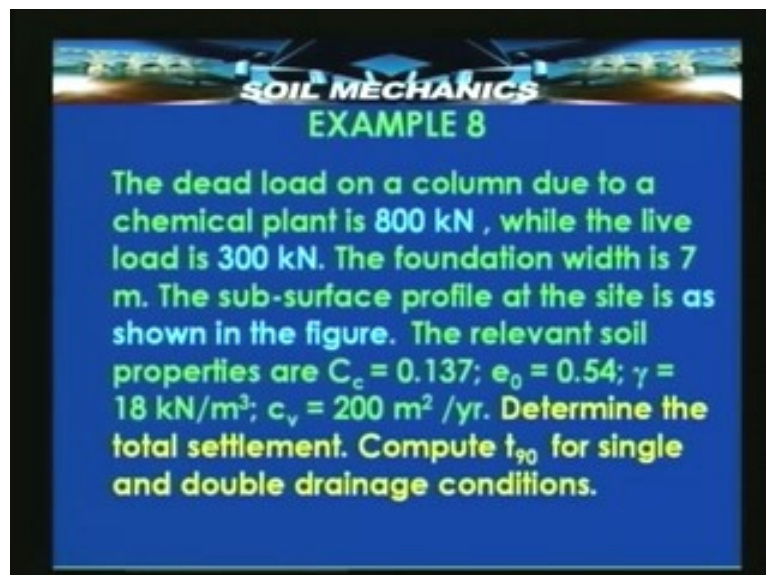 SOIL MECHANICS
EXAMPLE 8
The dead load on a column due to a
chemical plant is 800 kN , while the live
load is 300 kN. The foundation width is 7
m. The sub-surface profile at the site is as
shown in the figure. The relevant soil
properties are Cc = 0.137; e0 = 0.54; γ =
18 kN/m³; cv = 200 m² /yr. Determine the
total settlement. Compute t90 for single
and double drainage conditions.